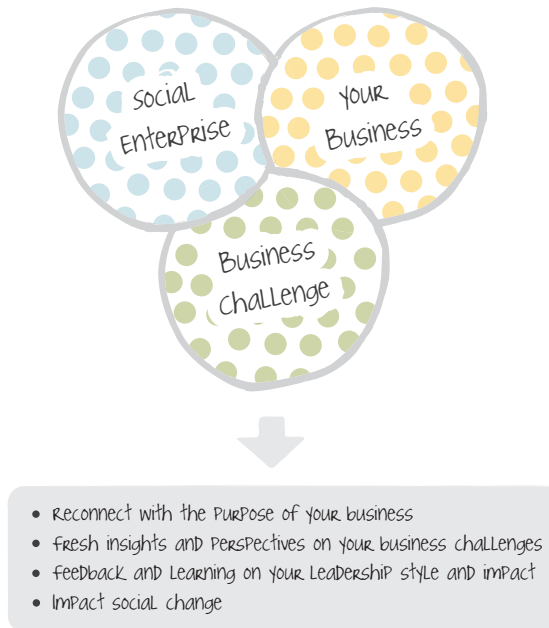 Social
Enterprise
Your
Business
Business
Challenge
• Reconnect with the purpose of your business
• Fresh insights and perspectives on your business challenges
• Feedback and learning on your leadership style and impact
• Impact social change